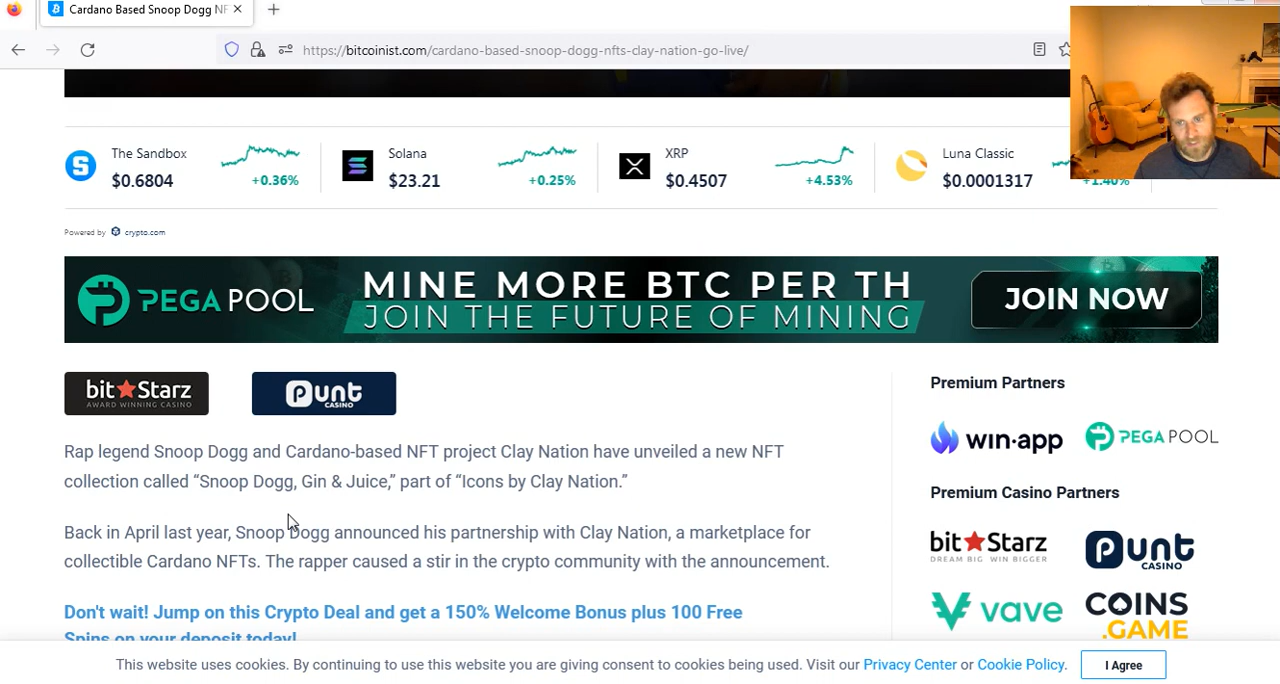 Cardano Based Snoop Dogg NF
https://bitcoinist.com/cardano-based-snoop-dogg-nfts-clay-nation-go-live/
The Sandbox
$0.6804
+0.36%
Solana
$23.21
+0.25%
XRP
$0.4507
+4.53%
Luna Classic
$0.0001317
+1.40%
Powered by crypto.com
PEGA POOL
MINE MORE BTC PER TH
JOIN THE FUTURE OF MINING
JOIN NOW
bitStarz
AWARD WINNING CASINO
Punt
CASINO
Rap legend Snoop Dogg and Cardano-based NFT project Clay Nation have unveiled a new NFT
collection called “Snoop Dogg, Gin & Juice,” part of “Icons by Clay Nation.”
Back in April last year, Snoop Dogg announced his partnership with Clay Nation, a marketplace for
collectible Cardano NFTs. The rapper caused a stir in the crypto community with the announcement.
Don't wait! Jump on this Crypto Deal and get a 150% Welcome Bonus plus 100 Free
Spins on your deposit today!
Premium Partners
win·app
PEGA POOL
Premium Casino Partners
bitStarz
DREAM BIG WIN BIGGER
Punt
CASINO
vave
COINS
.GAME
This website uses cookies. By continuing to use this website you are giving consent to cookies being used. Visit our Privacy Center or Cookie Policy.
I Agree